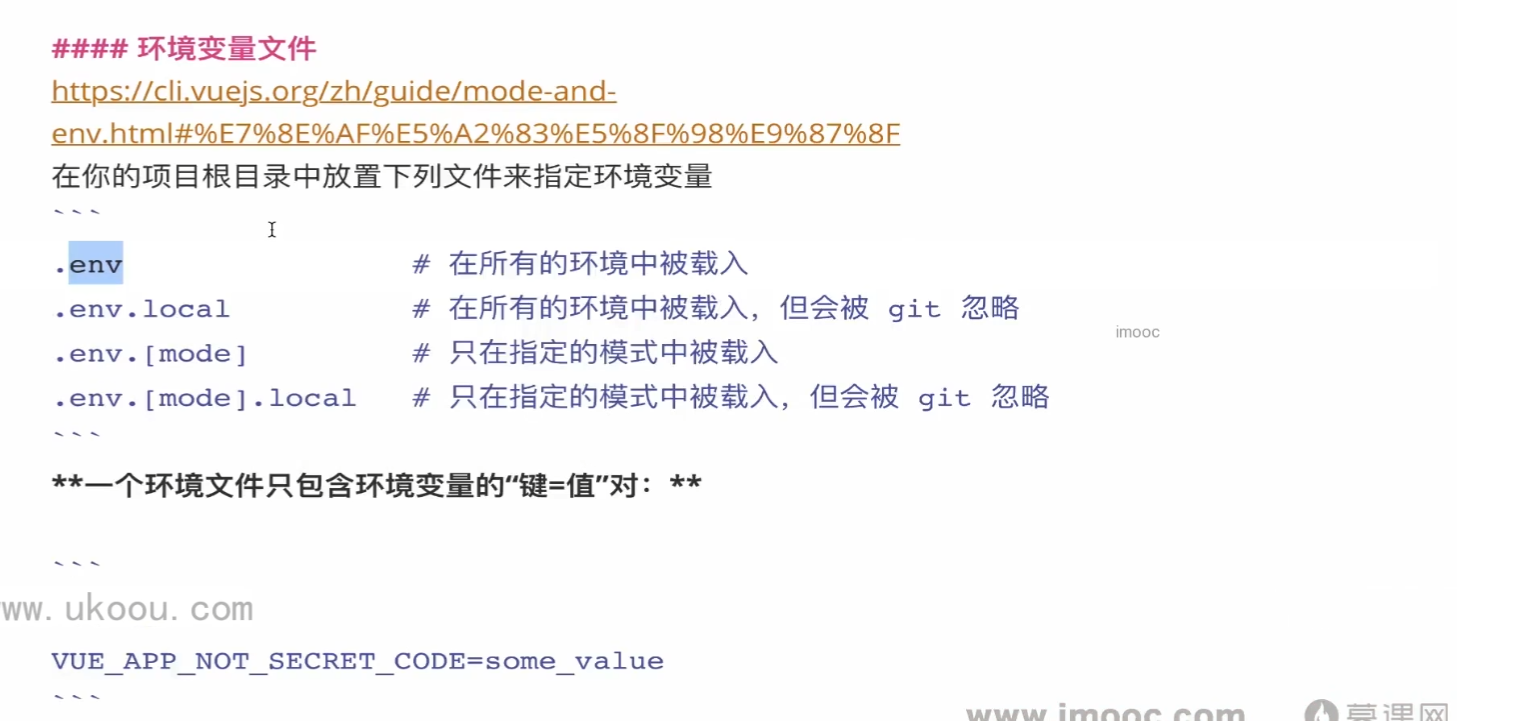 #### 环境变量文件
https://cli.vuejs.org/zh/guide/mode-and-
env.html#%E7%8E%AF%E5%A2%83%E5%8F%98%E9%87%8F
在你的项目根目录中放置下列文件来指定环境变量
```
.env # 在所有的环境中被载入
.env.local # 在所有的环境中被载入，但会被 git 忽略
imooc
.env.[mode] # 只在指定的模式中被载入
.env.[mode].local # 只在指定的模式中被载入，但会被 git 忽略
```
**一个环境文件只包含环境变量的“键=值”对：**
```
ww. ukoou. com
VUE_APP_NOT_SECRET_CODE=some_value
```
www.imooc.com 慕课网